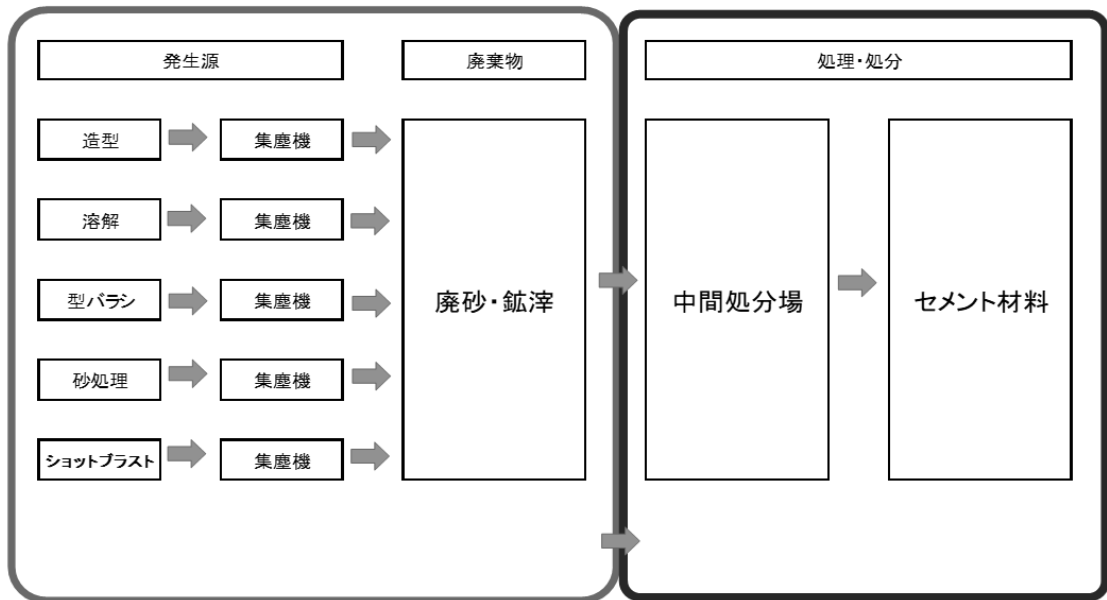 発生源
廃棄物
処理・処分
造型
集塵機
溶解
集塵機
型バラシ
集塵機
砂処理
集塵機
ショットブラスト
集塵機
廃砂・鉱滓
中間処分場
セメント材料